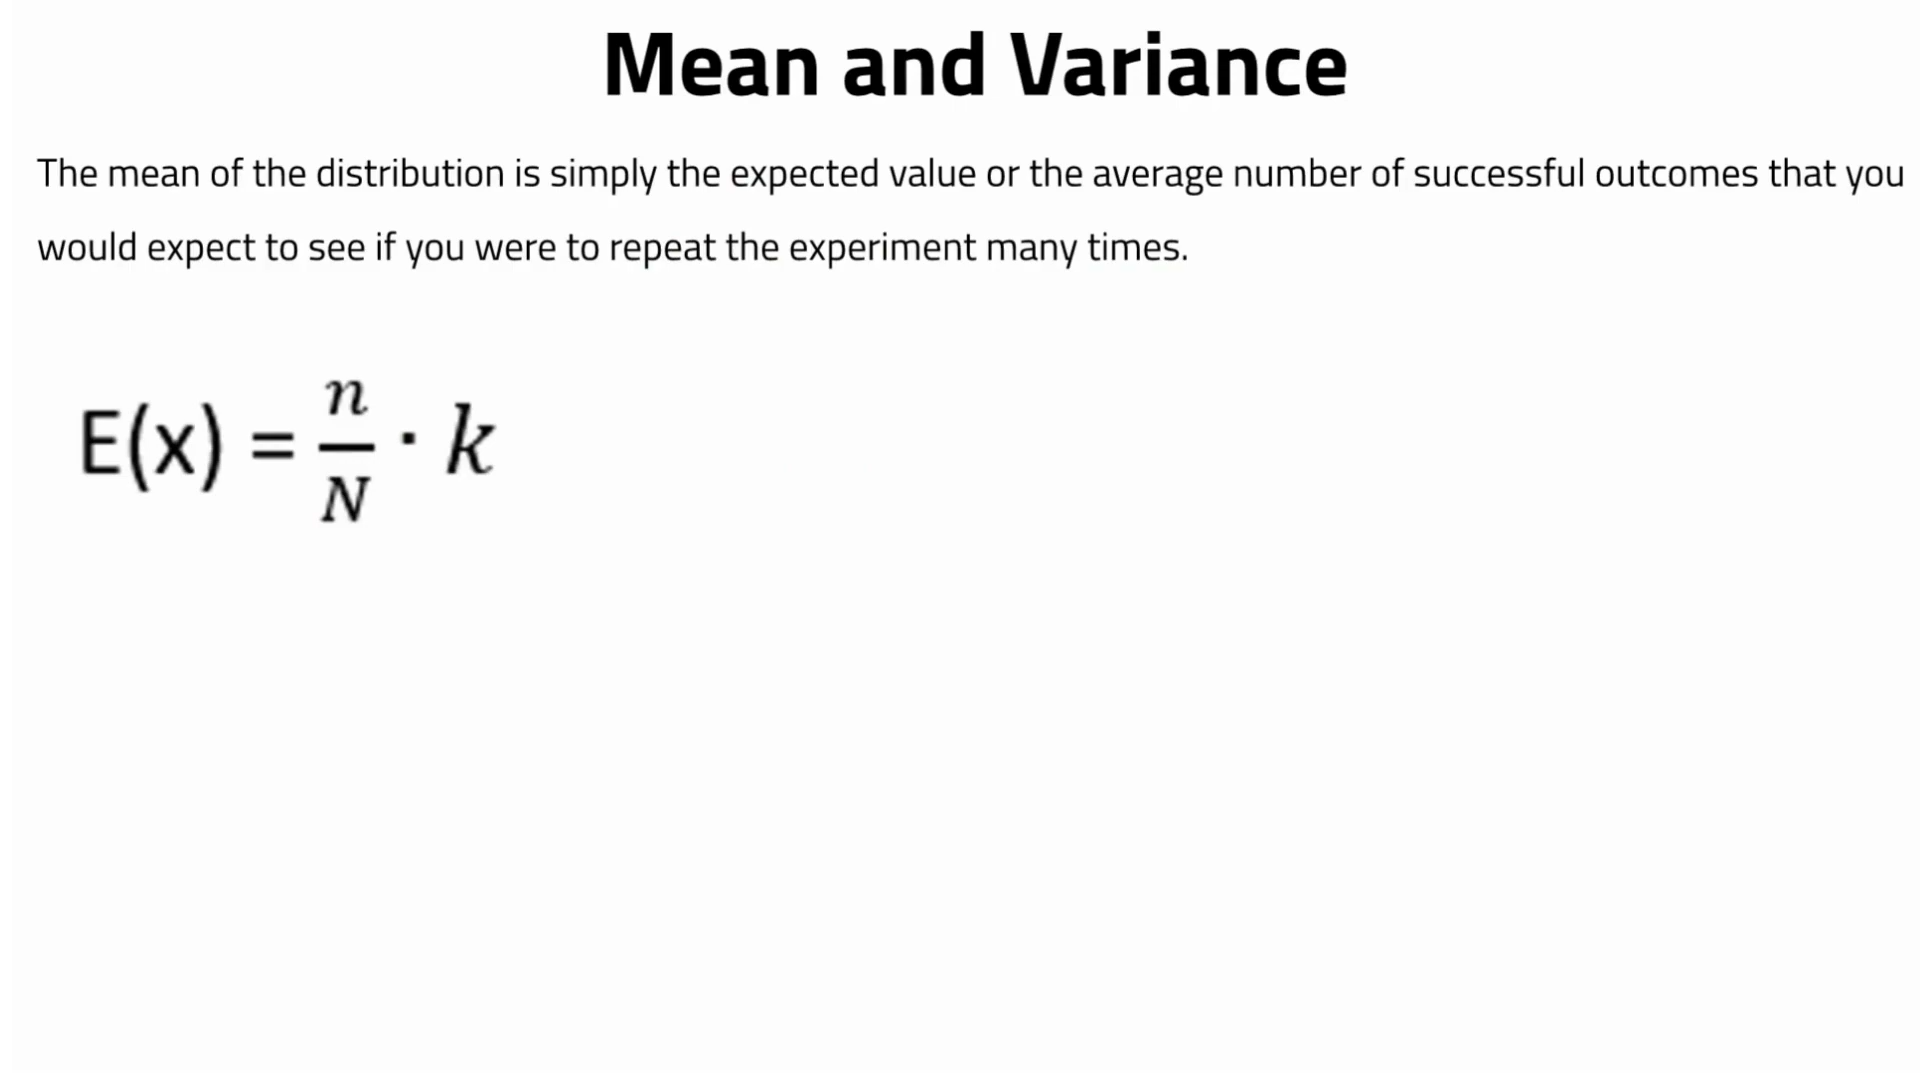 Mean and Variance
The mean of the distribution is simply the expected value or the average number of successful outcomes that you
would expect to see if you were to repeat the experiment many times.
E(x) = n/N · k